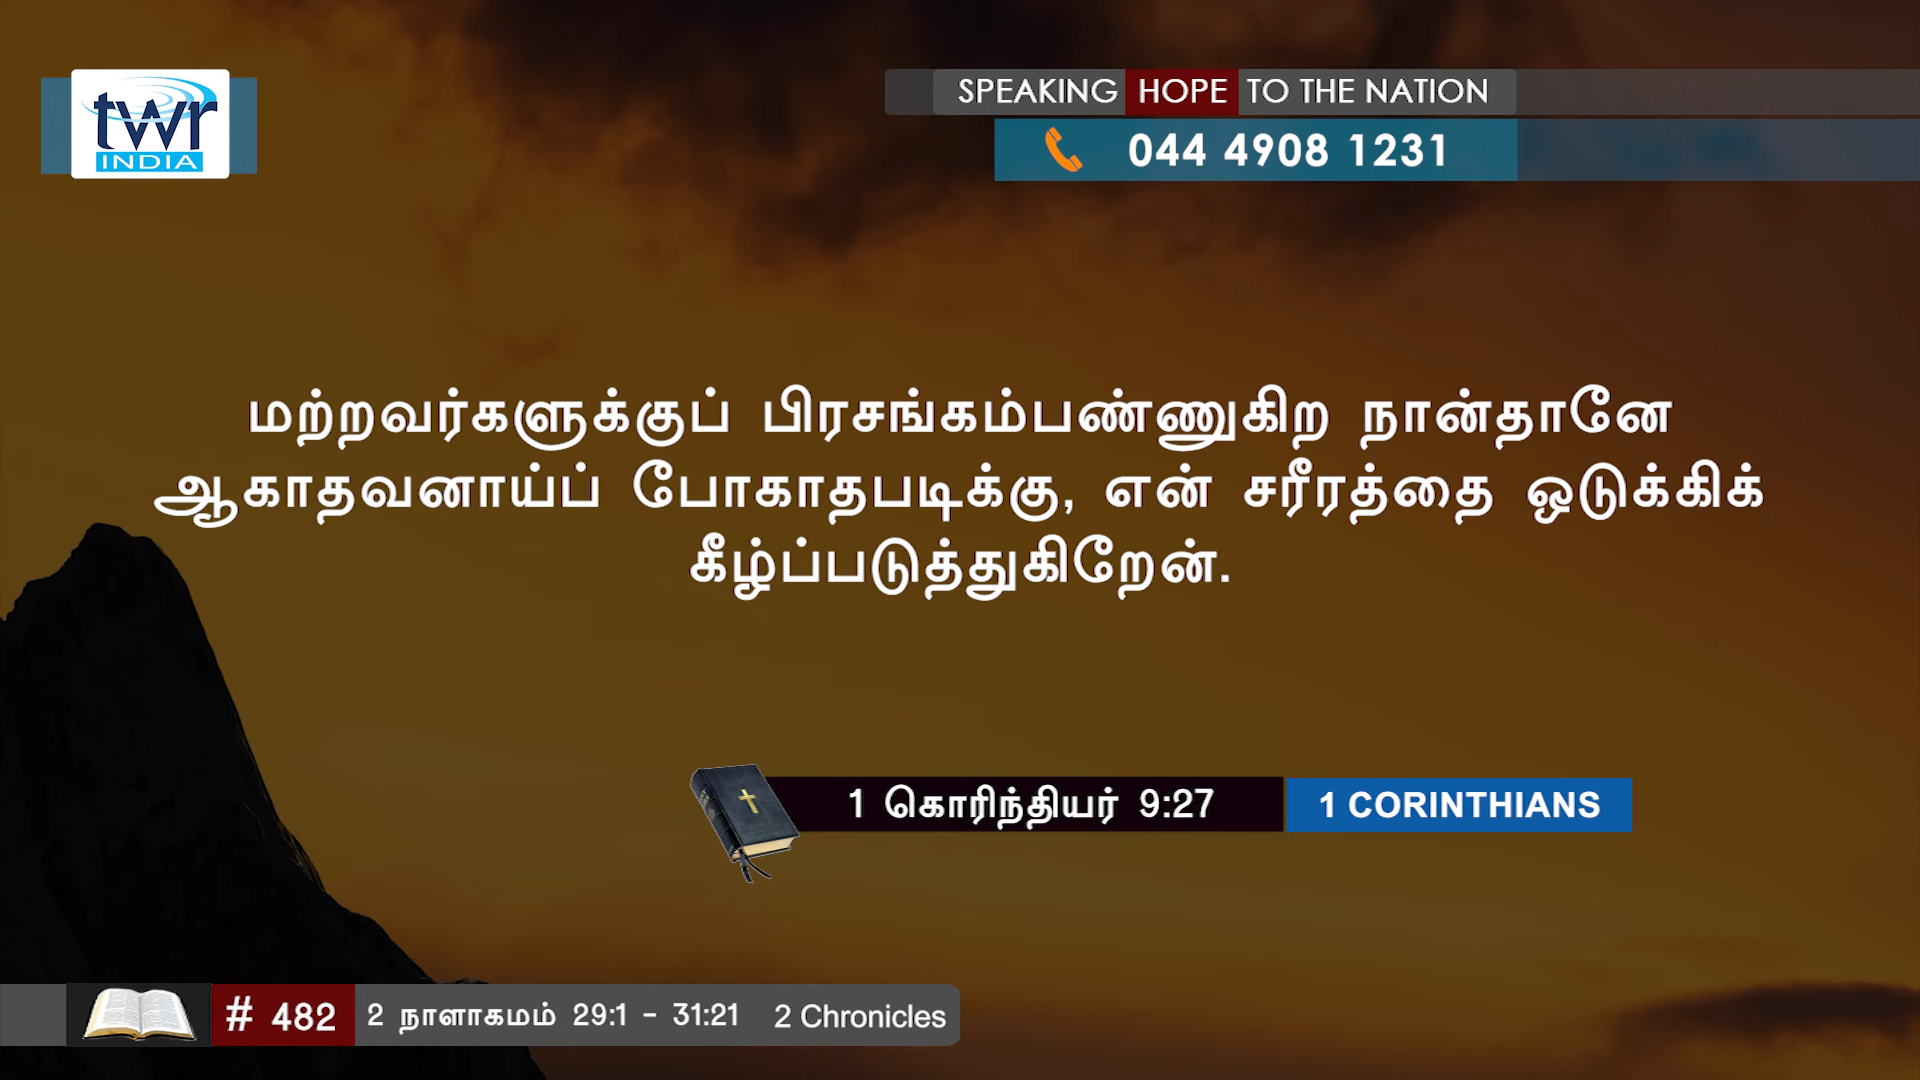 twr
INDIA
SPEAKING HOPE TO THE NATION
044 4908 1231
மற்றவர்களுக்குப் பிரசங்கம்பண்ணுகிற நான்தானே
ஆகாதவனாய்ப் போகாதபடிக்கு, என் சரீரத்தை ஒடுக்கிக்
கீழ்ப்படுத்துகிறேன்.
1 கொரிந்தியர் 9:27 1 CORINTHIANS
# 482 2 நாளாகமம் 29:1 - 31:21 2 Chronicles